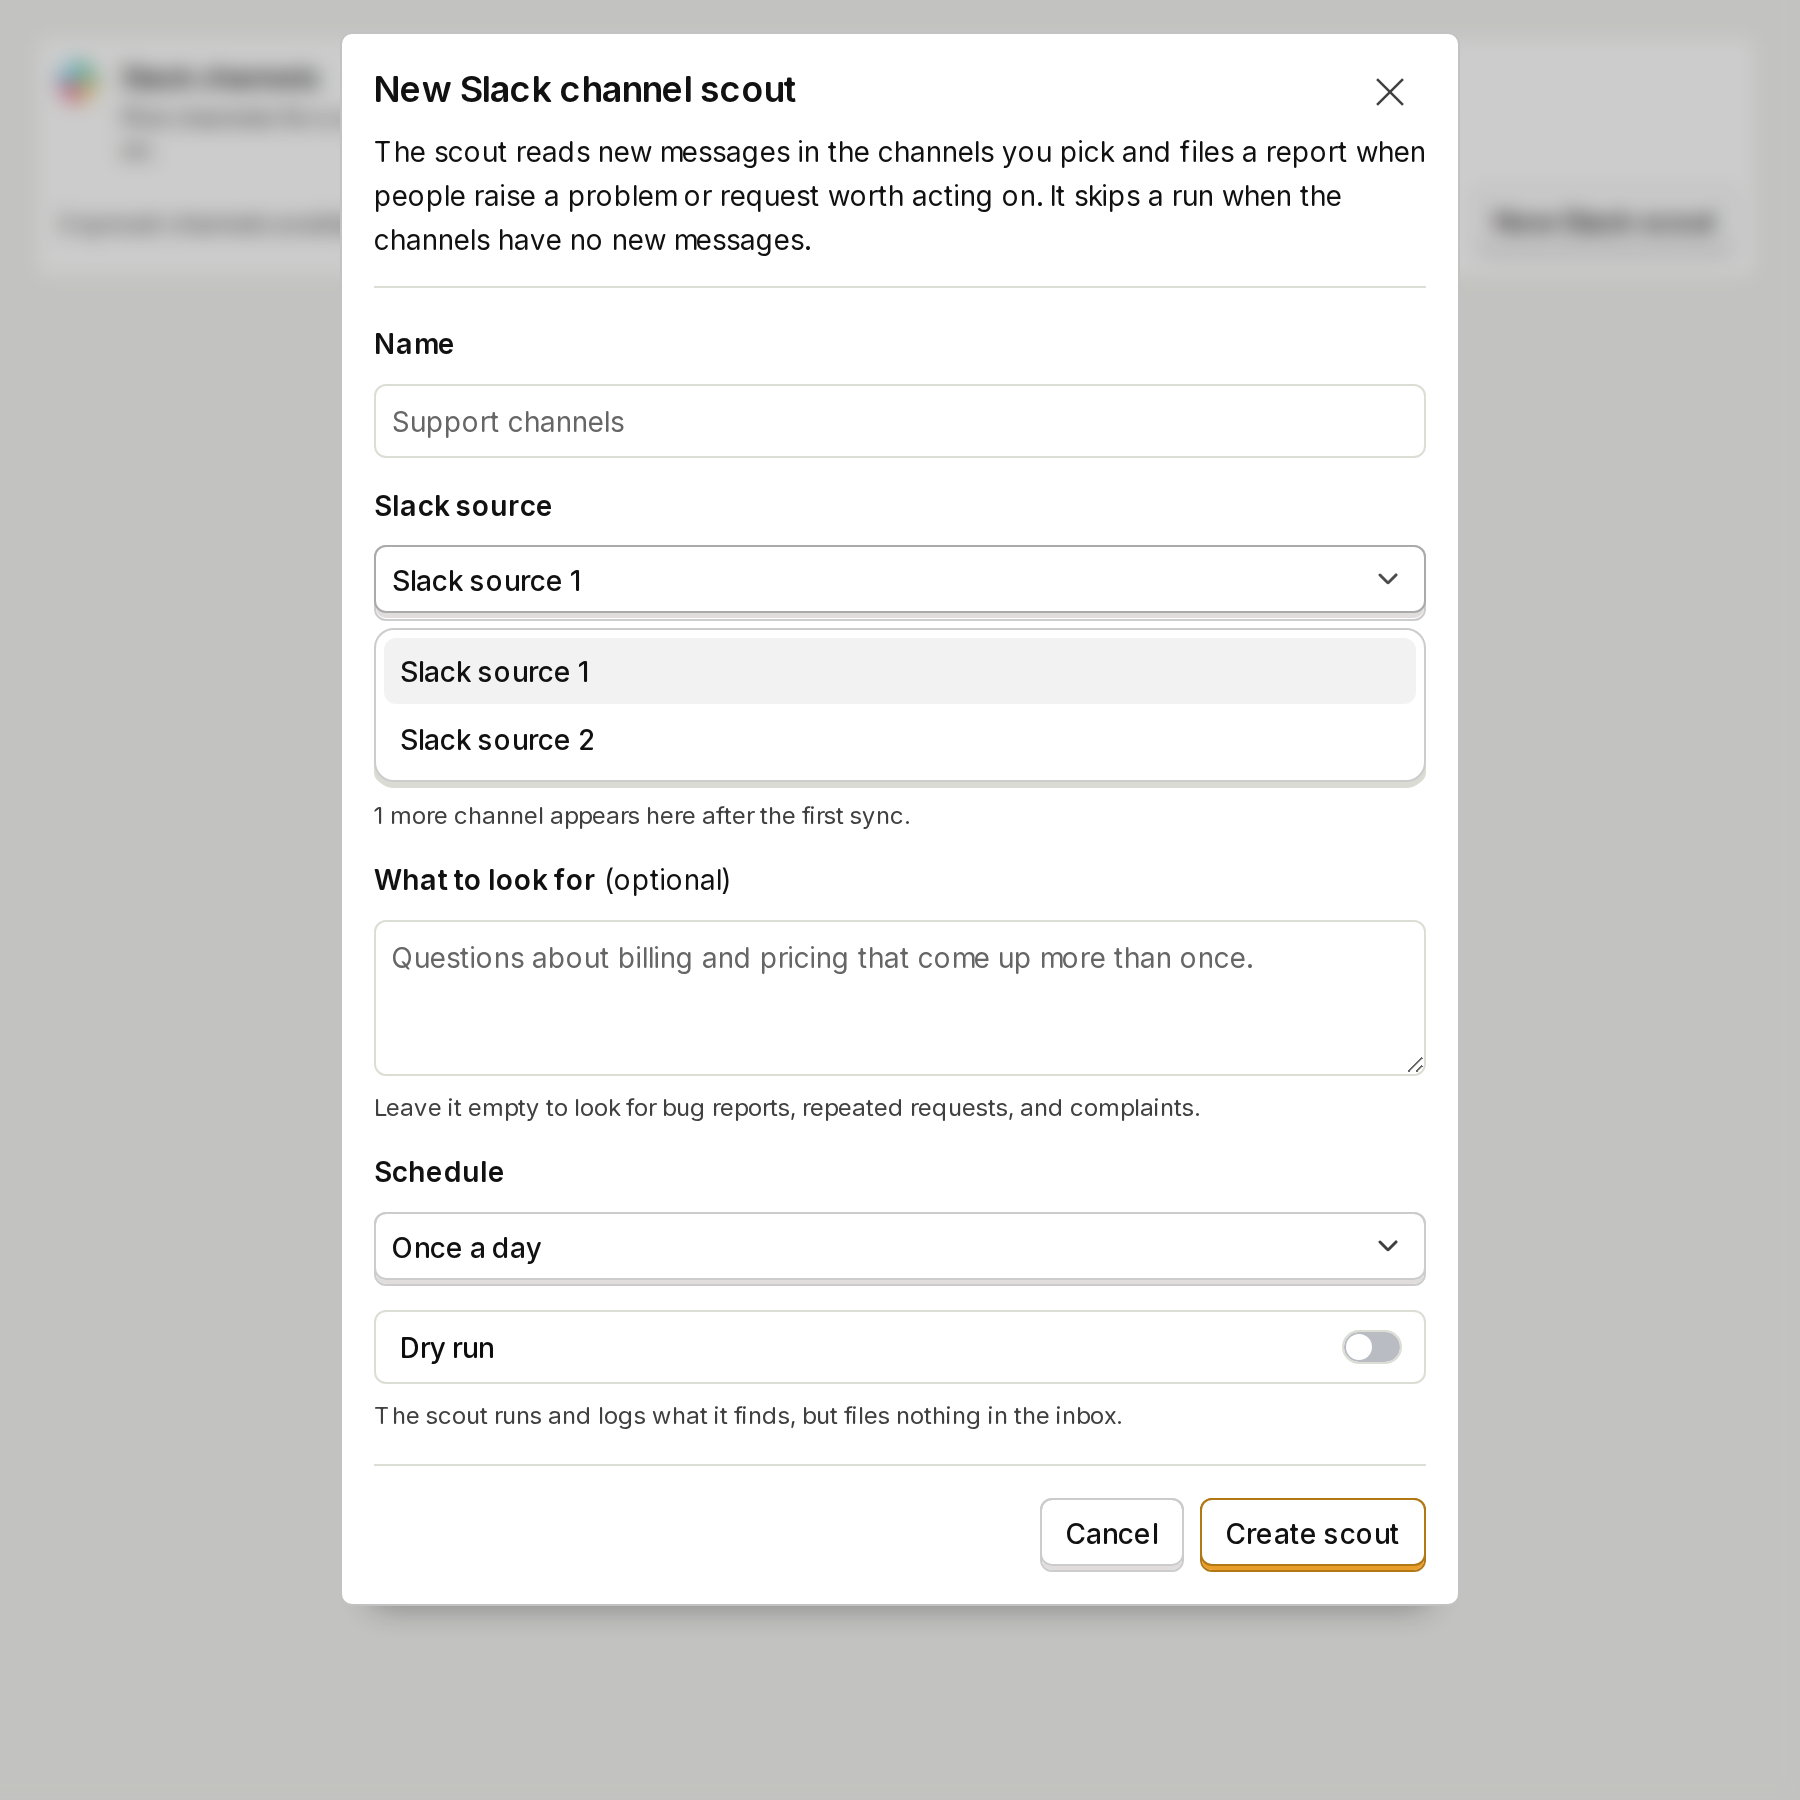 New Slack channel scout
The scout reads new messages in the channels you pick and files a report when
people raise a problem or request worth acting on. It skips a run when the
channels have no new messages.
Name
Support channels
Slack source
Slack source 1
Slack source 1
Slack source 2
1 more channel appears here after the first sync.
What to look for (optional)
Questions about billing and pricing that come up more than once.
Leave it empty to look for bug reports, repeated requests, and complaints.
Schedule
Once a day
Dry run
The scout runs and logs what it finds, but files nothing in the inbox.
Cancel
Create scout
Slack channels
New Slack scout